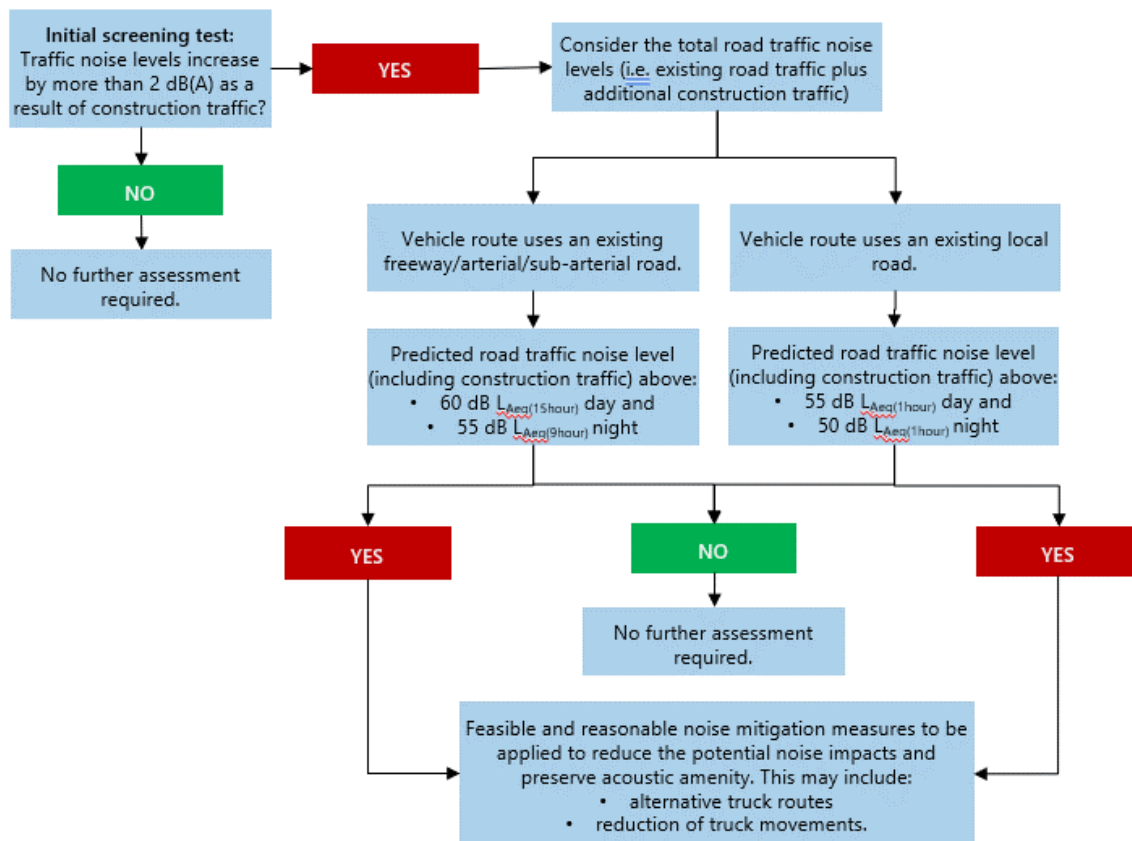 Initial screening test:
Traffic noise levels increase
by more than 2 dB(A) as a
result of construction traffic?
YES
Consider the total road traffic noise
levels (i.e. existing road traffic plus
additional construction traffic)
NO
No further assessment
required.
Vehicle route uses an existing
freeway/arterial/sub-arterial road.
Vehicle route uses an existing local
road.
Predicted road traffic noise level
(including construction traffic) above:
• 60 dB LAeq(15hour) day and
• 55 dB LAeq(9hour) night
Predicted road traffic noise level
(including construction traffic) above:
• 55 dB LAeq(1hour) day and
• 50 dB LAeq(1hour) night
YES
NO
YES
No further assessment
required.
Feasible and reasonable noise mitigation measures to be
applied to reduce the potential noise impacts and
preserve acoustic amenity. This may include:
• alternative truck routes
• reduction of truck movements.